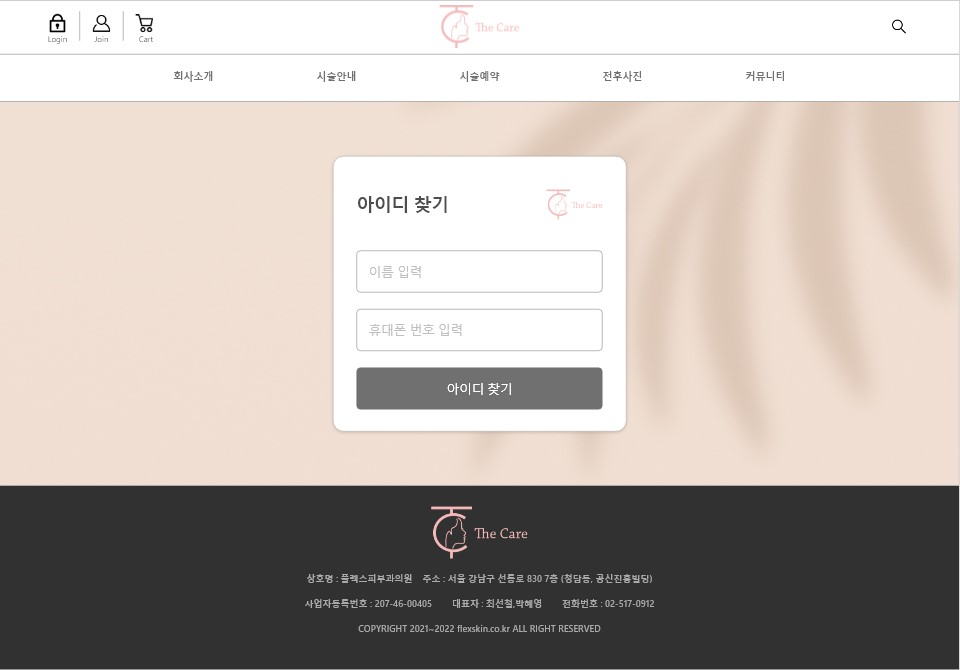 Login
Join
Cart
The Care
회사소개
시술안내
시술예약
전후사진
커뮤니티
아이디 찾기
The Care
이름 입력
휴대폰 번호 입력
아이디 찾기
The Care
상호명 : 플렉스피부과의원 주소 : 서울 강남구 선릉로 830 7층 (청담동, 공신진흥빌딩)
사업자등록번호 : 207-46-00405 대표자 : 최선철,박혜영 전화번호 : 02-517-0912
COPYRIGHT 2021~2022 flexskin.co.kr ALL RIGHT RESERVED